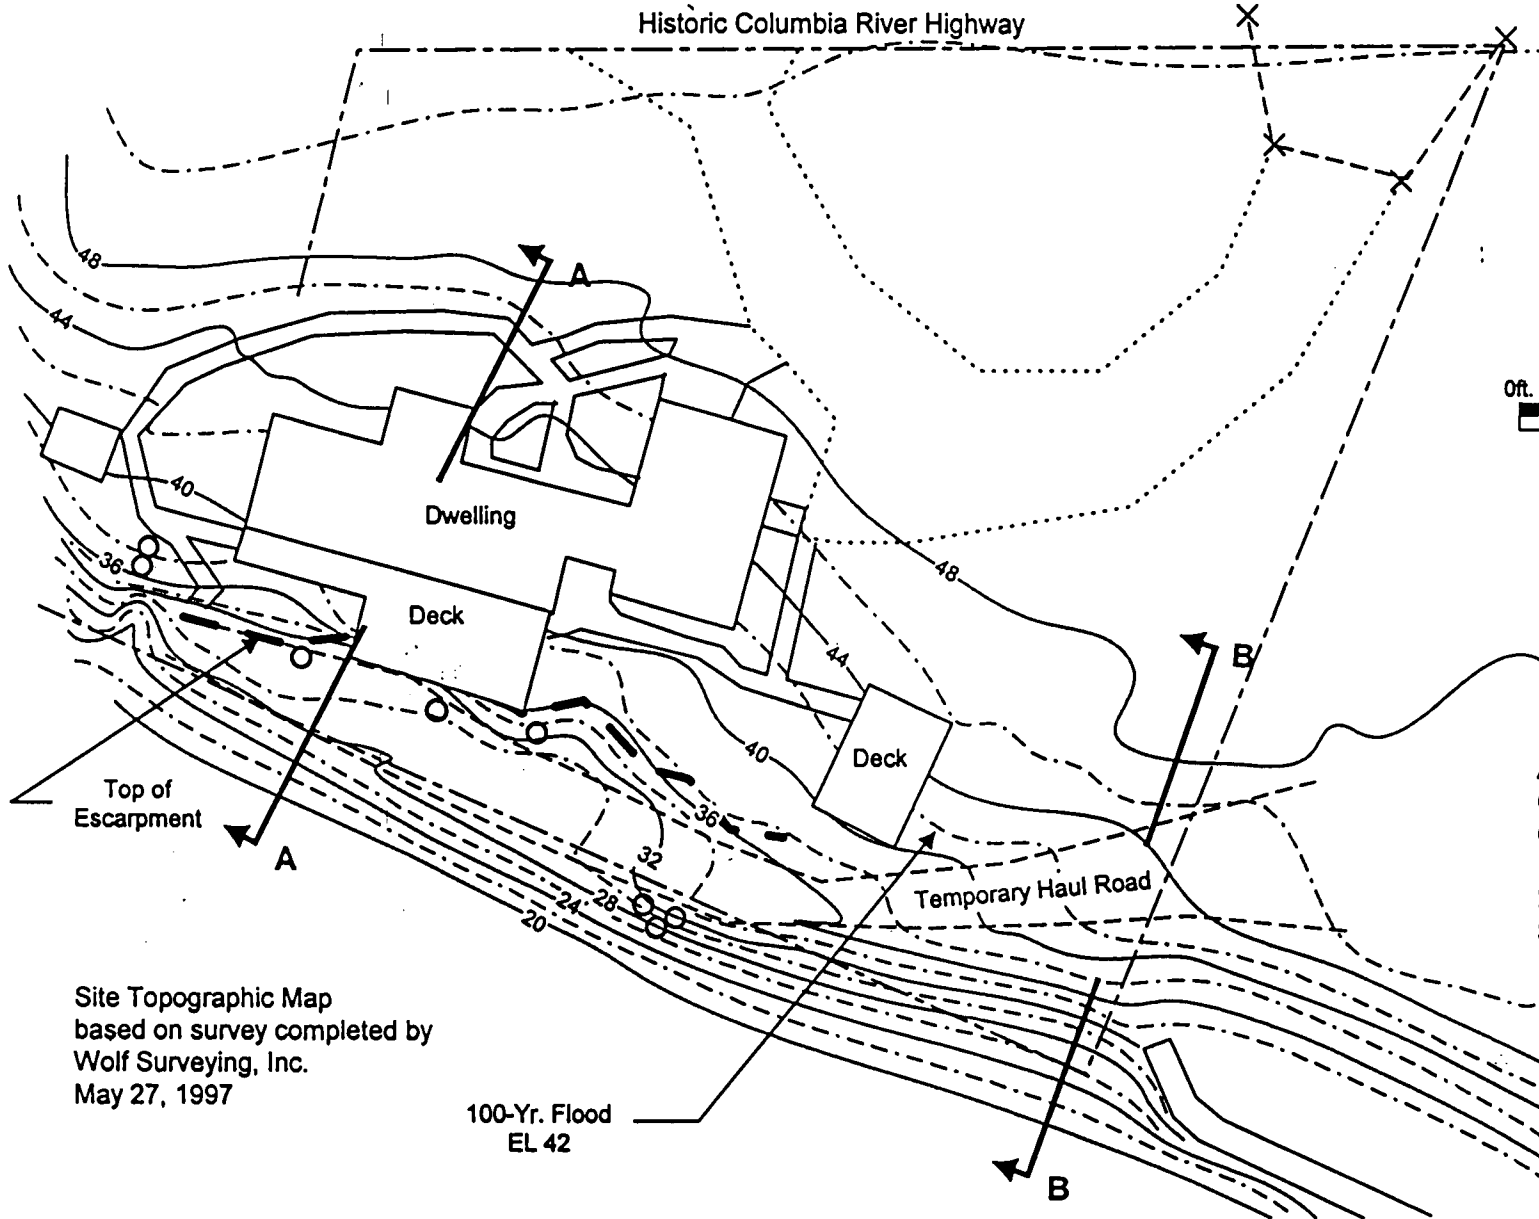 Historic Columbia River Highway
A
48
44
0ft.
40
Dwelling
36
Deck
48
44
B
40
Deck
Top of
Escarpment
36
A
32
28
24
20
Temporary Haul Road
Site Topographic Map
based on survey completed by
Wolf Surveying, Inc.
May 27, 1997
100-Yr. Flood
EL 42
B